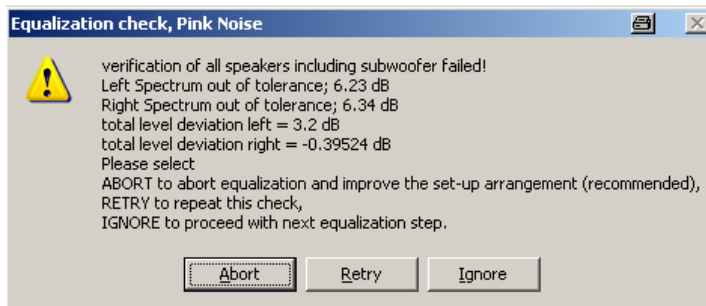 Equalization check, Pink Noise
verification of all speakers including subwoofer failed!
Left Spectrum out of tolerance; 6.23 dB
Right Spectrum out of tolerance; 6.34 dB
total level deviation left = 3.2 dB
total level deviation right = -0.39524 dB
Please select
ABORT to abort equalization and improve the set-up arrangement (recommended),
RETRY to repeat this check,
IGNORE to proceed with next equalization step.
Abort Retry Ignore